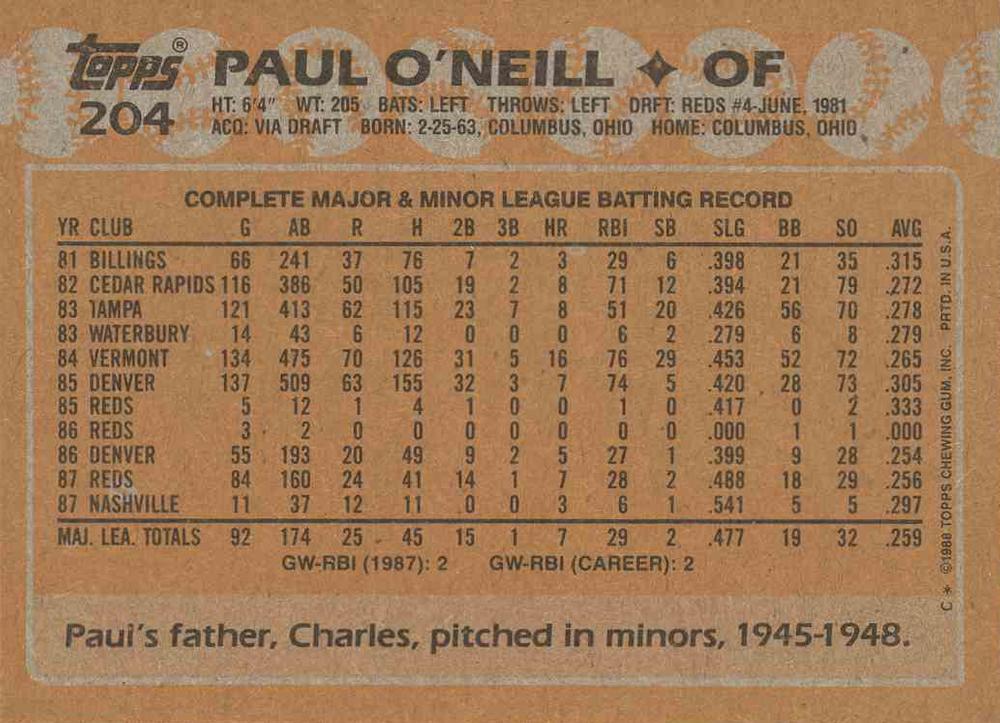 Topps® PAUL O'NEILL ✦ OF
204 HT: 6'4" WT: 205 BATS: LEFT THROWS: LEFT DRFT: REDS #4-JUNE, 1981
ACQ: VIA DRAFT BORN: 2-25-63, COLUMBUS, OHIO HOME: COLUMBUS, OHIO
COMPLETE MAJOR & MINOR LEAGUE BATTING RECORD
YR CLUB G AB R H 2B 3B HR RBI SB SLG BB SO AVG
81 BILLINGS 66 241 37 76 7 2 3 29 6 .398 21 35 .315
82 CEDAR RAPIDS 116 386 50 105 19 2 8 71 12 .394 21 79 .272
83 TAMPA 121 413 62 115 23 7 8 51 20 .426 56 70 .278
83 WATERBURY 14 43 6 12 0 0 0 6 2 .279 6 8 .279
84 VERMONT 134 475 70 126 31 5 16 76 29 .453 52 72 .265
85 DENVER 137 509 63 155 32 3 7 74 5 .420 28 73 .305
85 REDS 5 12 1 4 1 0 0 1 0 .417 0 2 .333
86 REDS 3 2 0 0 0 0 0 0 0 .000 1 1 .000
86 DENVER 55 193 20 49 9 2 5 27 1 .399 9 28 .254
87 REDS 84 160 24 41 14 1 7 28 2 .488 18 29 .256
87 NASHVILLE 11 37 12 11 0 0 3 6 1 .541 5 5 .297
MAJ. LEA. TOTALS 92 174 25 45 15 1 7 29 2 .477 19 32 .259
GW-RBI (1987): 2 GW-RBI (CAREER): 2
Paul's father, Charles, pitched in minors, 1945-1948.
C * ©1988 TOPPS CHEWING GUM, INC. PRTD. IN U.S.A.